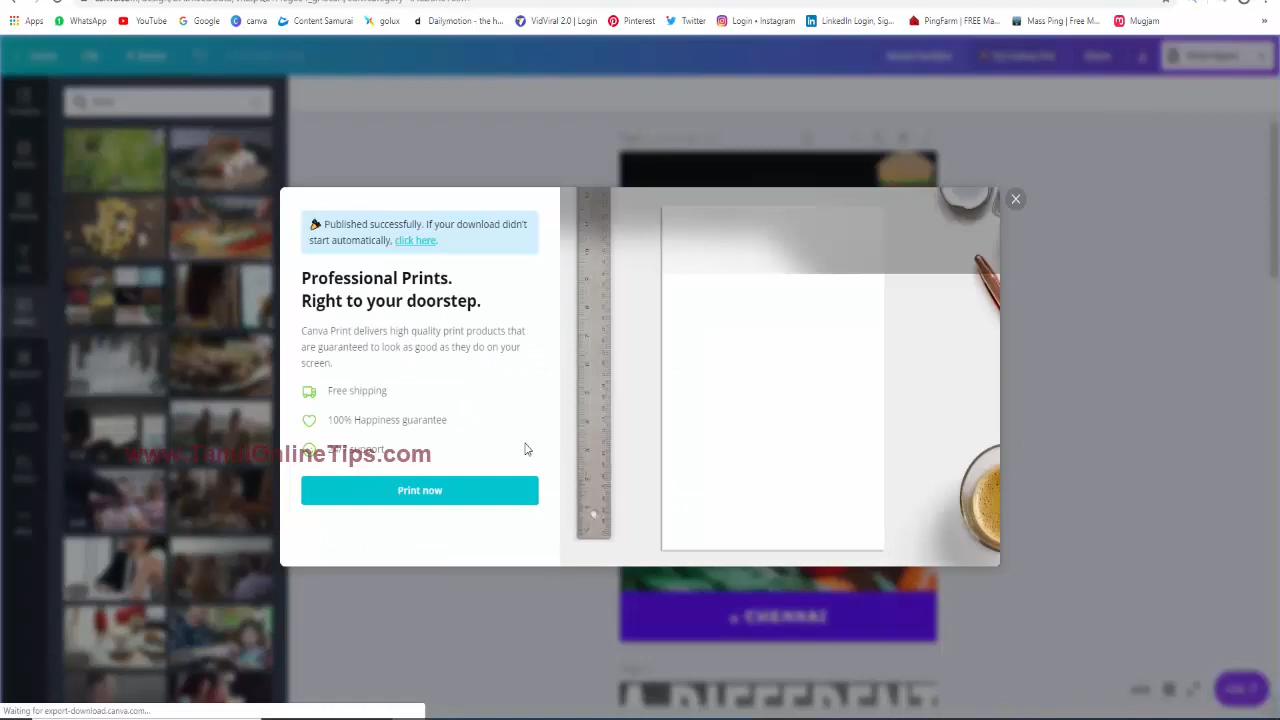 Apps WhatsApp YouTube Google canva Content Samurai golux Dailymotion - the h... VidViral 2.0 | Login Pinterest Twitter Login • Instagram LinkedIn Login, Sig... PingFarm | FREE Ma... Mass Ping | Free M... Mugjam »
Published successfully. If your download didn't
start automatically, click here.
Professional Prints.
Right to your doorstep.
Canva Print delivers high quality print products that
are guaranteed to look as good as they do on your
screen.
Free shipping
100% Happiness guarantee
support
www.TamilOnlineTips.com
Print now
CHENNAI
A DIFFERENT
Waiting for export-download.canva.com...